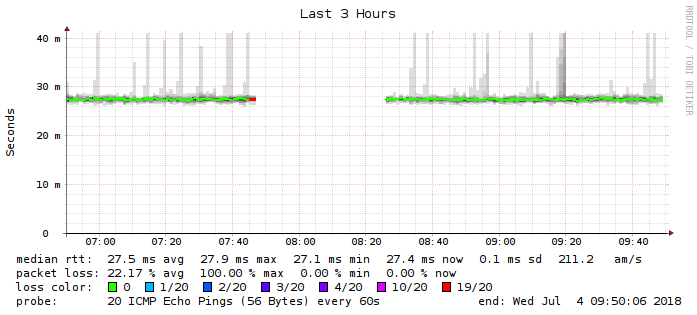 Last 3 Hours
RRDTOOL / TOBI OETIKER
Seconds
40 m
30 m
20 m
10 m
0
07:00 07:20 07:40 08:00 08:20 08:40 09:00 09:20 09:40
median rtt: 27.5 ms avg 27.9 ms max 27.1 ms min 27.4 ms now 0.1 ms sd 211.2 am/s
packet loss: 22.17 % avg 100.00 % max 0.00 % min 0.00 % now
loss color: 0 1/20 2/20 3/20 4/20 10/20 19/20
probe: 20 ICMP Echo Pings (56 Bytes) every 60s end: Wed Jul 4 09:50:06 2018